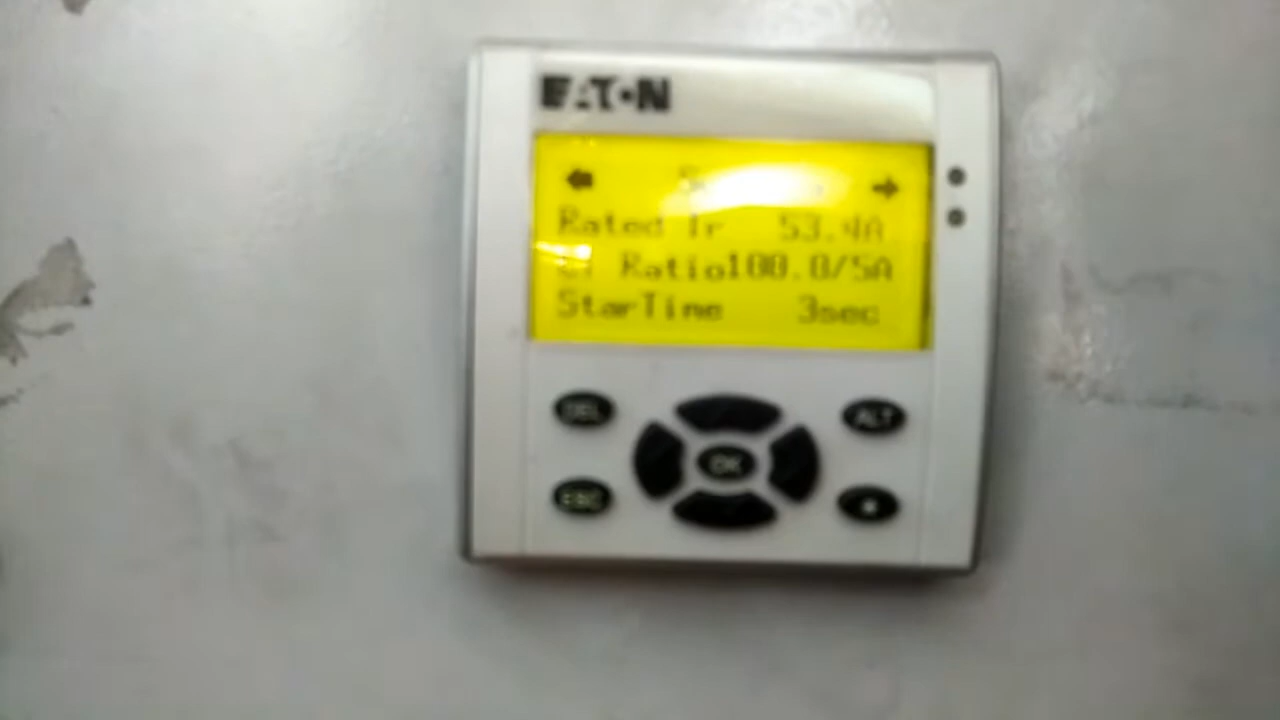 EATON
Rated Ir 53.4A
Ratio100.0/5A
StarTime 3sec
DEL
ALT
OK
ESC